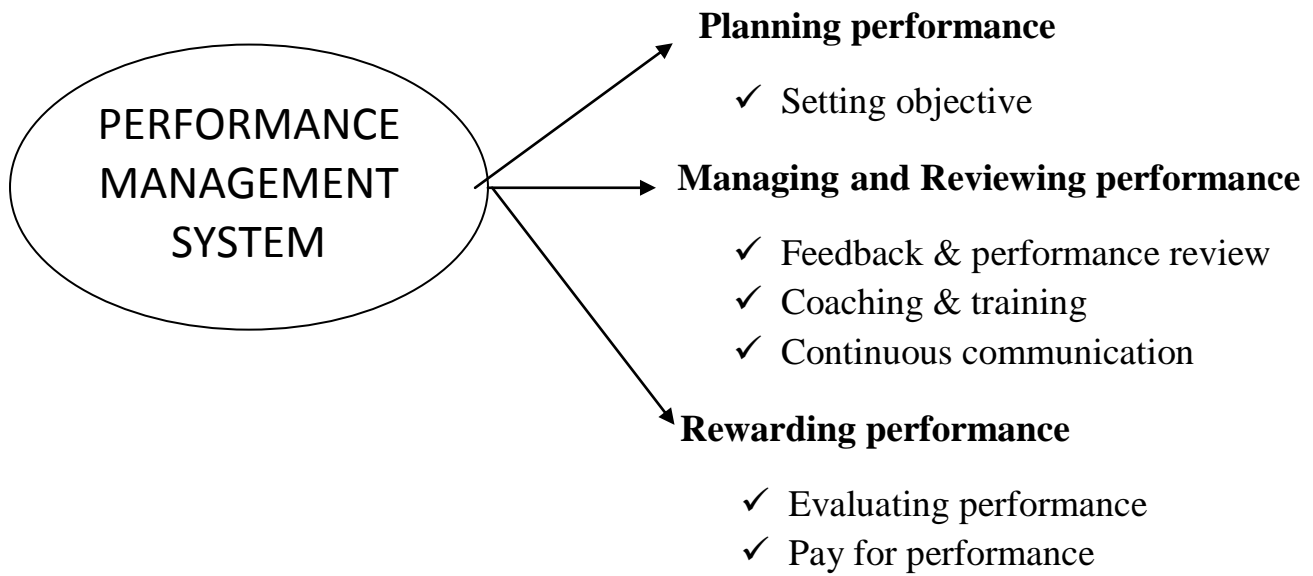 PERFORMANCE
MANAGEMENT
SYSTEM
Planning performance
✓ Setting objective
Managing and Reviewing performance
✓ Feedback & performance review
✓ Coaching & training
✓ Continuous communication
Rewarding performance
✓ Evaluating performance
✓ Pay for performance